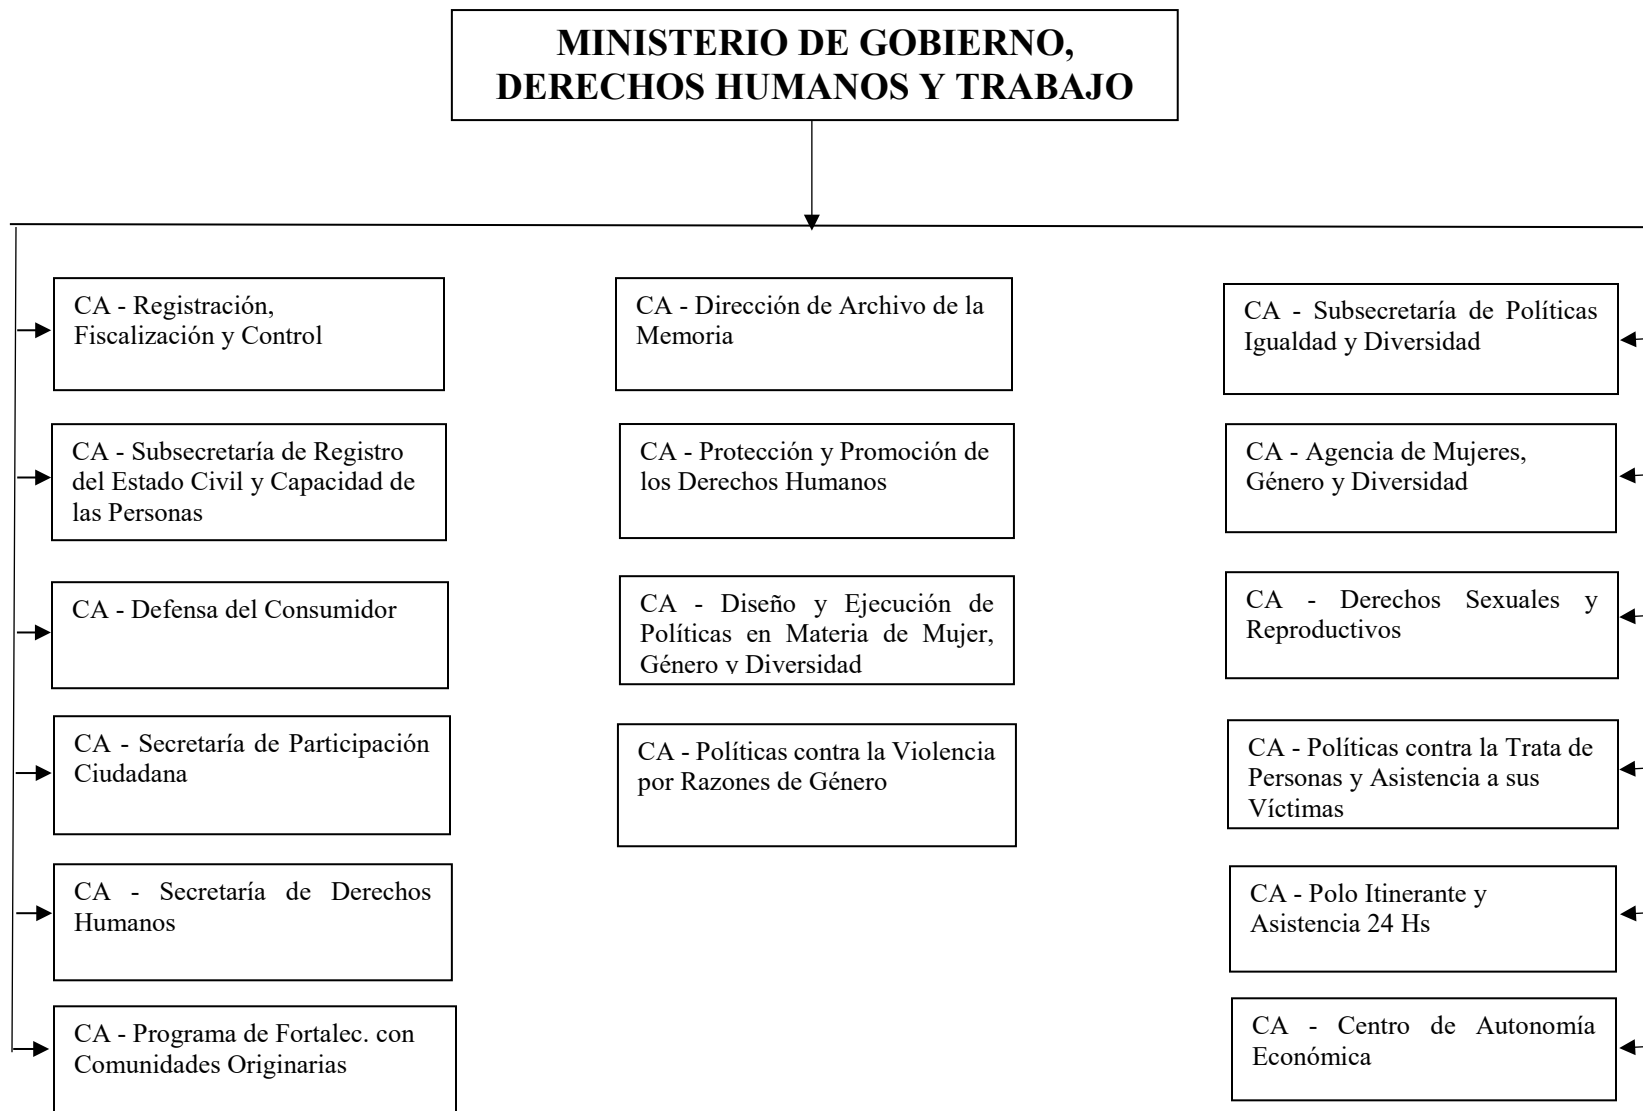 MINISTERIO DE GOBIERNO,
DERECHOS HUMANOS Y TRABAJO
CA - Registración,
Fiscalización y Control
CA - Subsecretaría de Registro
del Estado Civil y Capacidad de
las Personas
CA - Defensa del Consumidor
CA - Secretaría de Participación
Ciudadana
CA - Secretaría de Derechos
Humanos
CA - Programa de Fortalec. con
Comunidades Originarias
CA - Dirección de Archivo de la
Memoria
CA - Protección y Promoción de
los Derechos Humanos
CA - Diseño y Ejecución de
Políticas en Materia de Mujer,
Género y Diversidad
CA - Políticas contra la Violencia
por Razones de Género
CA - Subsecretaría de Políticas
Igualdad y Diversidad
CA - Agencia de Mujeres,
Género y Diversidad
CA - Derechos Sexuales y
Reproductivos
CA - Políticas contra la Trata de
Personas y Asistencia a sus
Víctimas
CA - Polo Itinerante y
Asistencia 24 Hs
CA - Centro de Autonomía
Económica